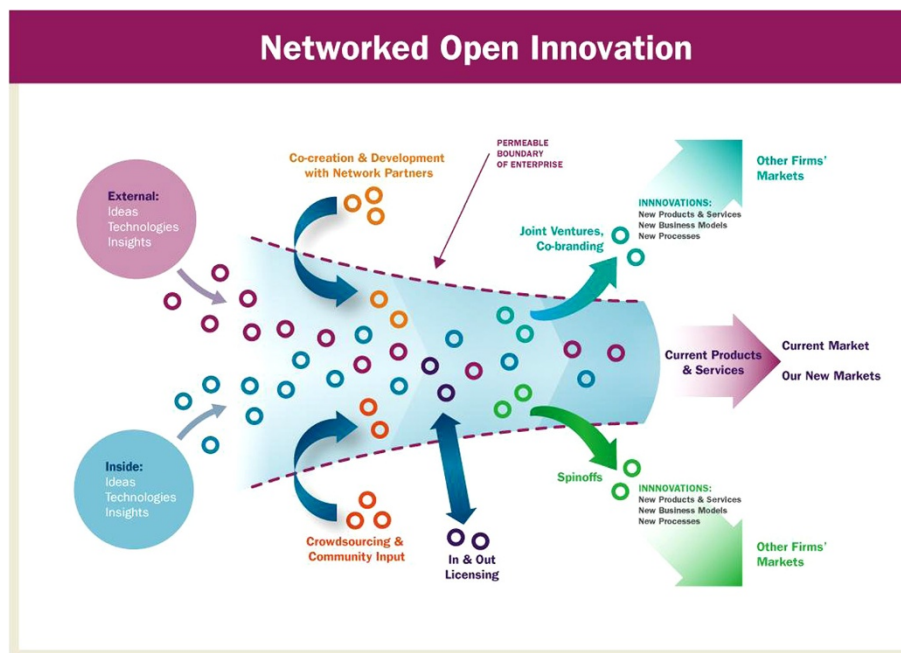 Networked Open Innovation
PERMEABLE
BOUNDARY
OF ENTERPRISE
Co-creation & Development
with Network Partners
External:
Ideas
Technologies
Insights
Joint Ventures,
Co-branding
INNNOVATIONS:
New Products & Services
New Business Models
New Processes
Other Firms'
Markets
Current Products
& Services
Current Market
Our New Markets
Inside:
Ideas
Technologies
Insights
Crowdsourcing &
Community Input
In & Out
Licensing
Spinoffs
INNNOVATIONS:
New Products & Services
New Business Models
New Processes
Other Firms'
Markets